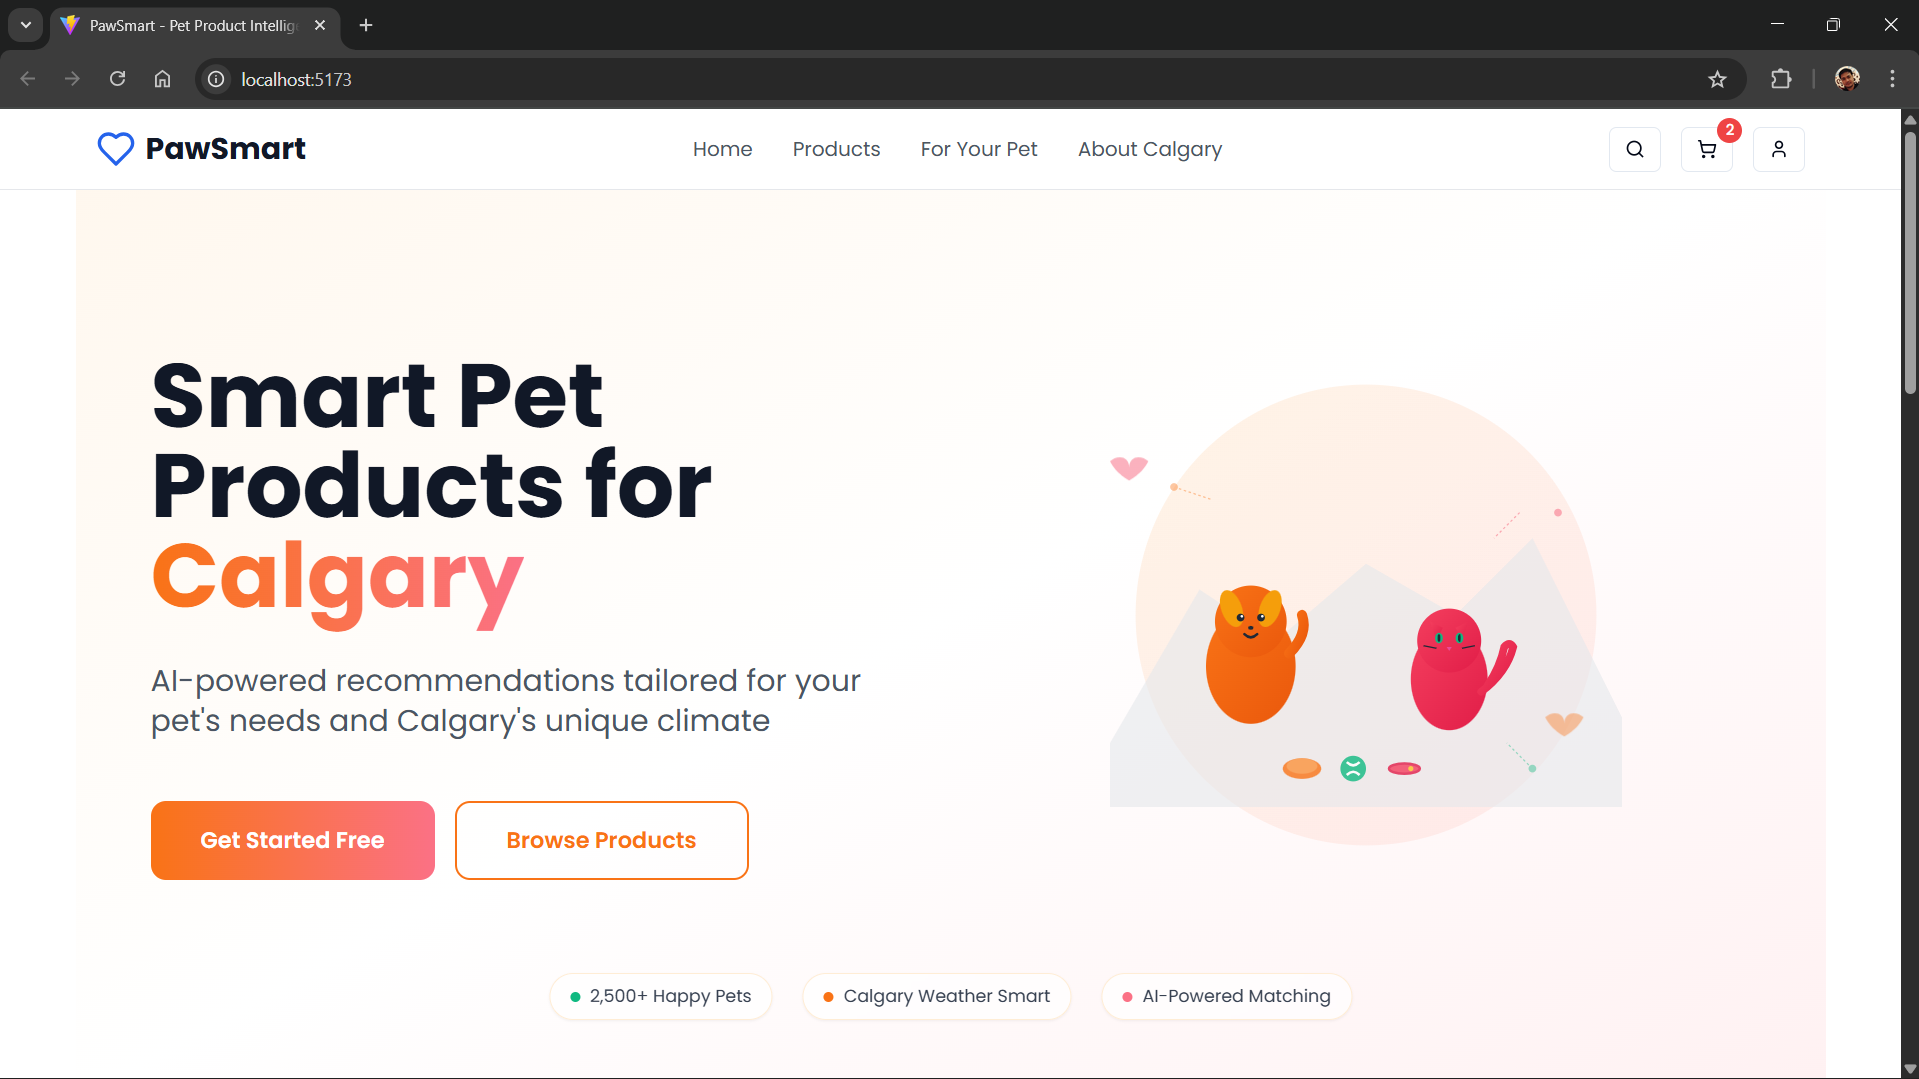 PawSmart - Pet Product Intellig
localhost:5173
PawSmart
Home
Products
For Your Pet
About Calgary
2
Smart Pet
Products for
Calgary
AI-powered recommendations tailored for your
pet's needs and Calgary's unique climate
Get Started Free
Browse Products
2,500+ Happy Pets
Calgary Weather Smart
AI-Powered Matching